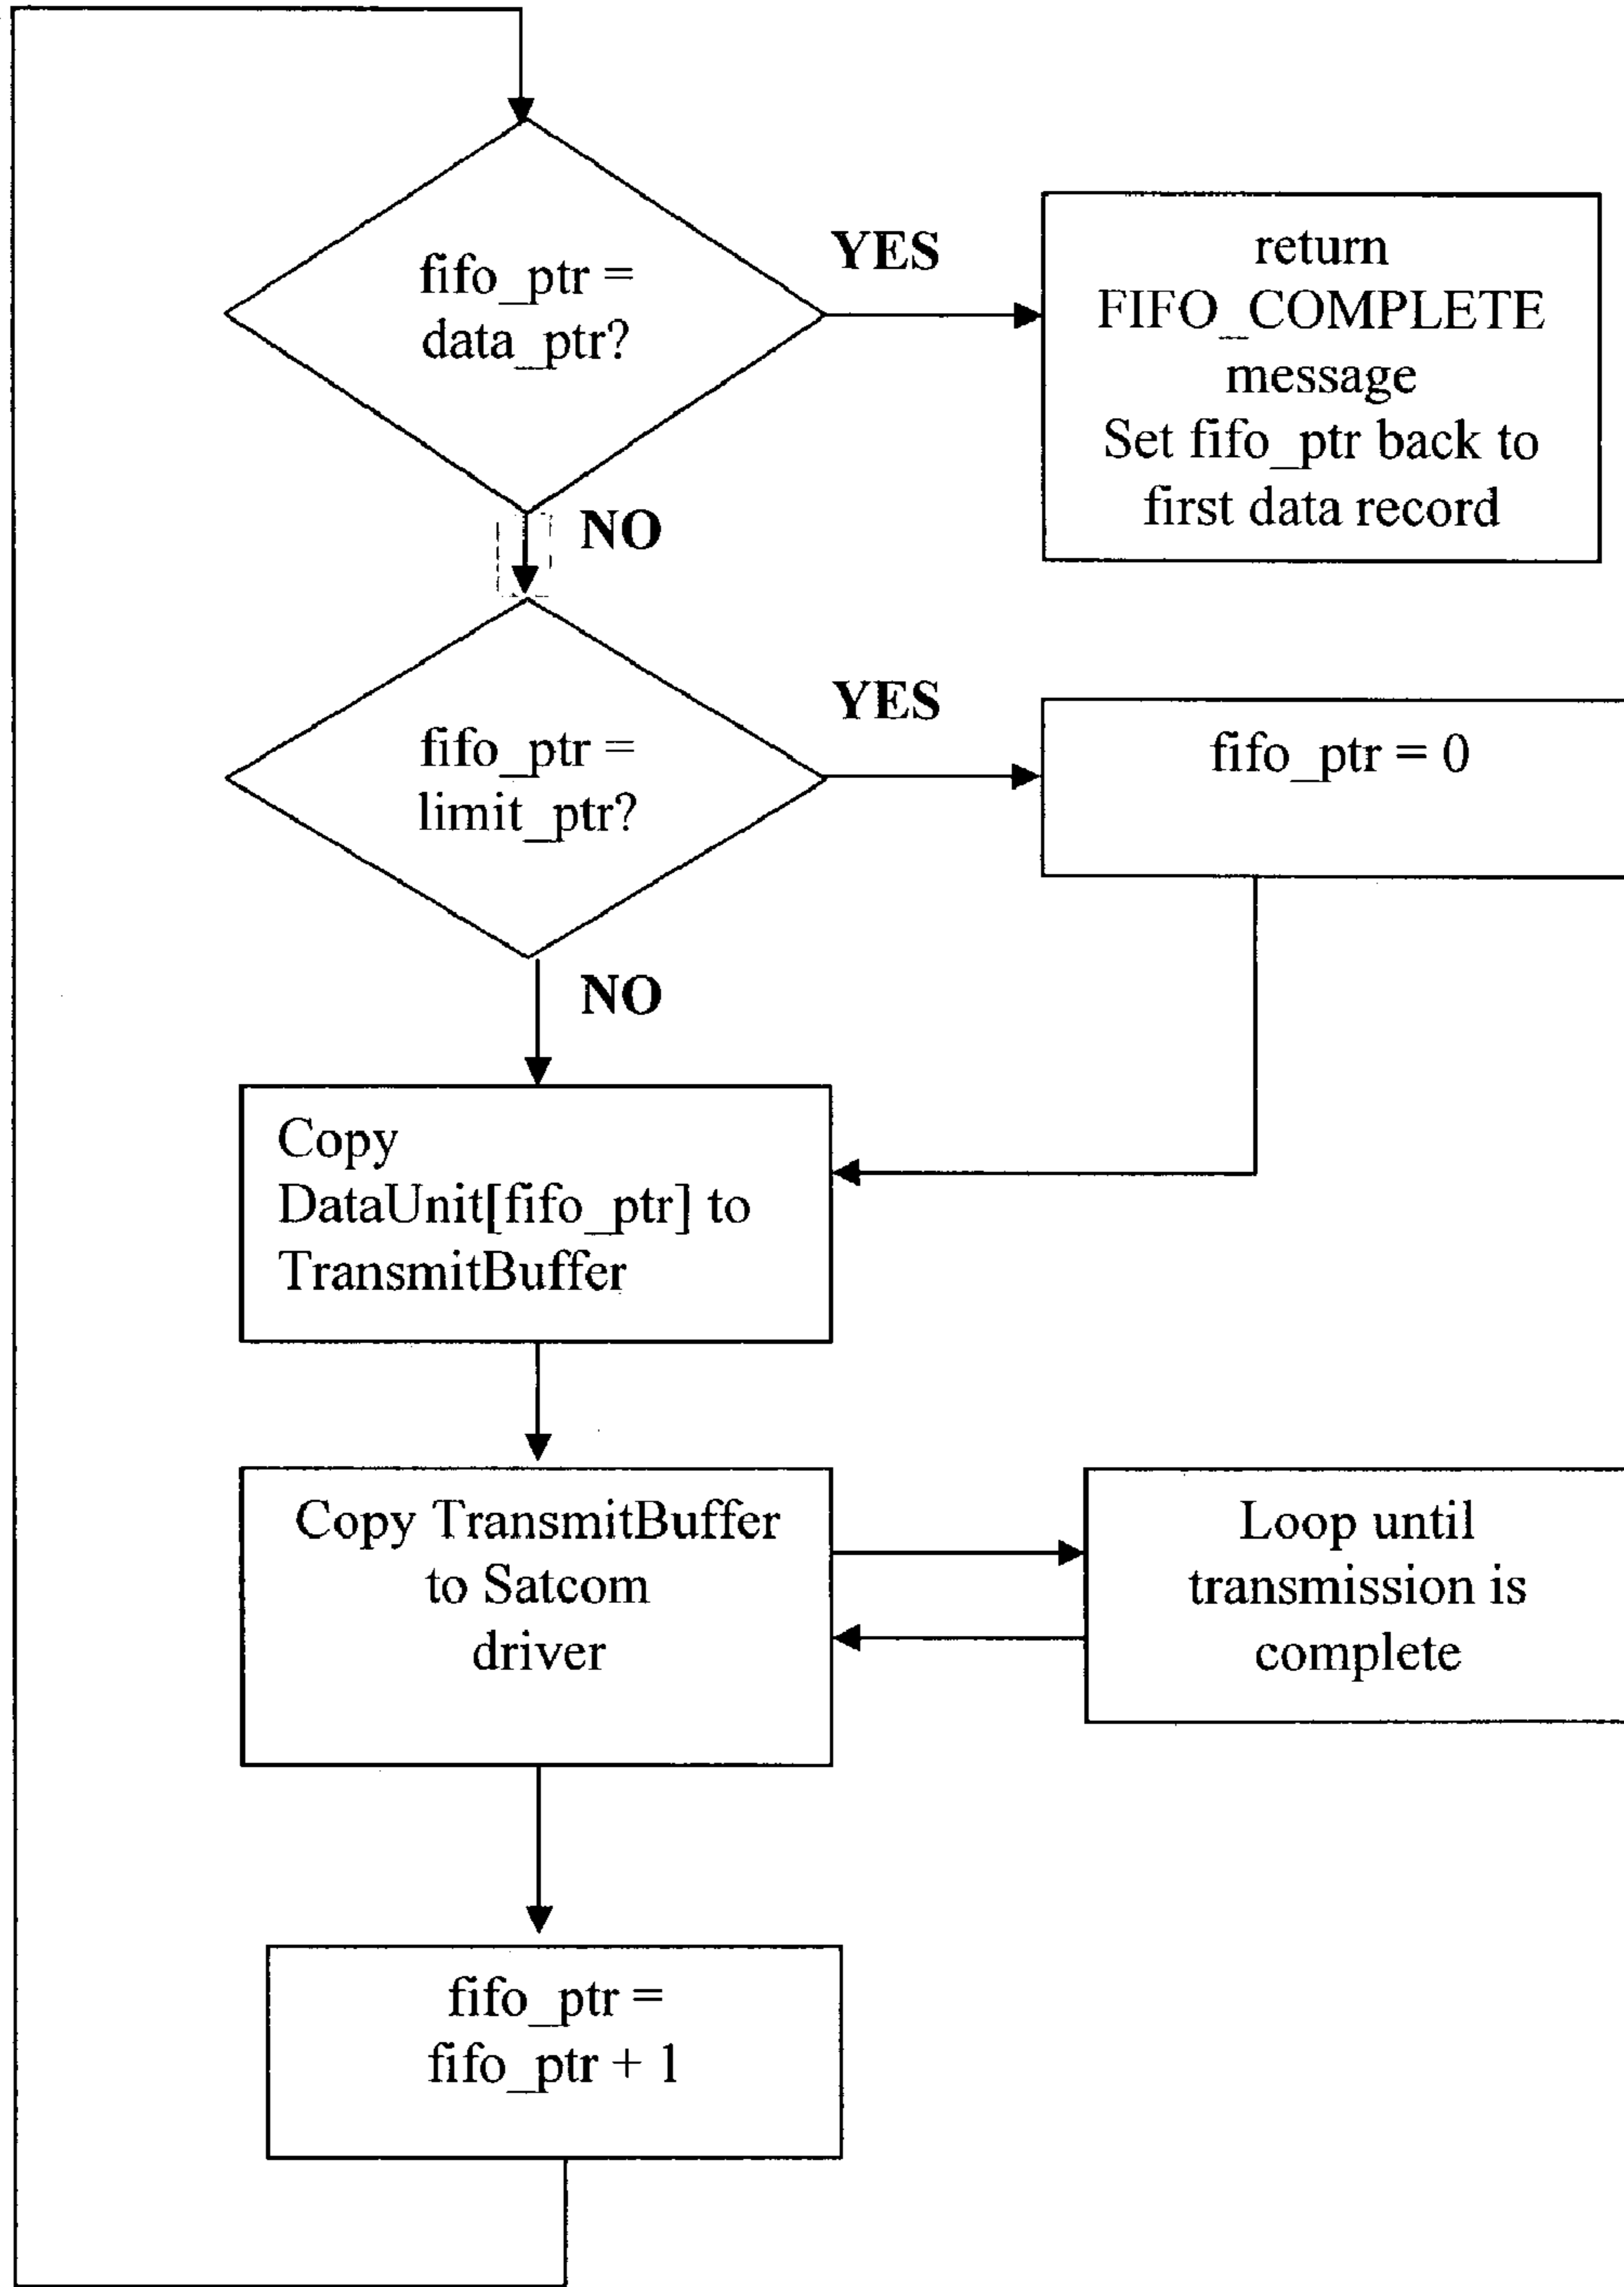 fifo_ptr =
data_ptr?
YES
return
FIFO_COMPLETE
message
Set fifo_ptr back to
first data record
NO
fifo_ptr =
limit_ptr?
YES
fifo_ptr = 0
NO
Copy
DataUnit[fifo_ptr] to
TransmitBuffer
Copy TransmitBuffer
to Satcom
driver
Loop until
transmission is
complete
fifo_ptr =
fifo_ptr + 1